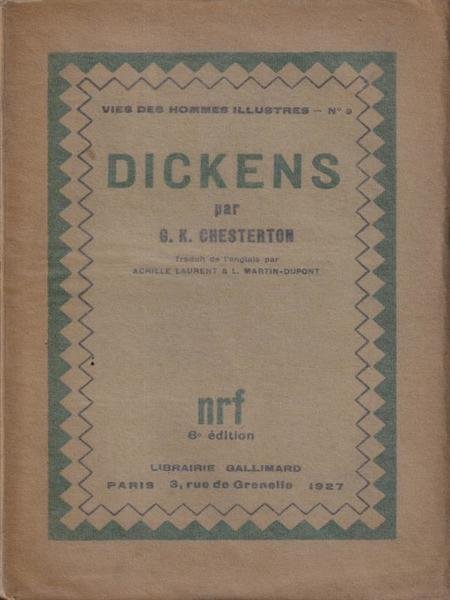 VIES DES HOMMES ILLUSTRES — N° 9
DICKENS
par
G. K. CHESTERTON
Traduit de l'anglais par
ACHILLE LAURENT & L. MARTIN-DUPONT
nrf
6e édition
LIBRAIRIE GALLIMARD
PARIS 3, rue de Grenelle 1927